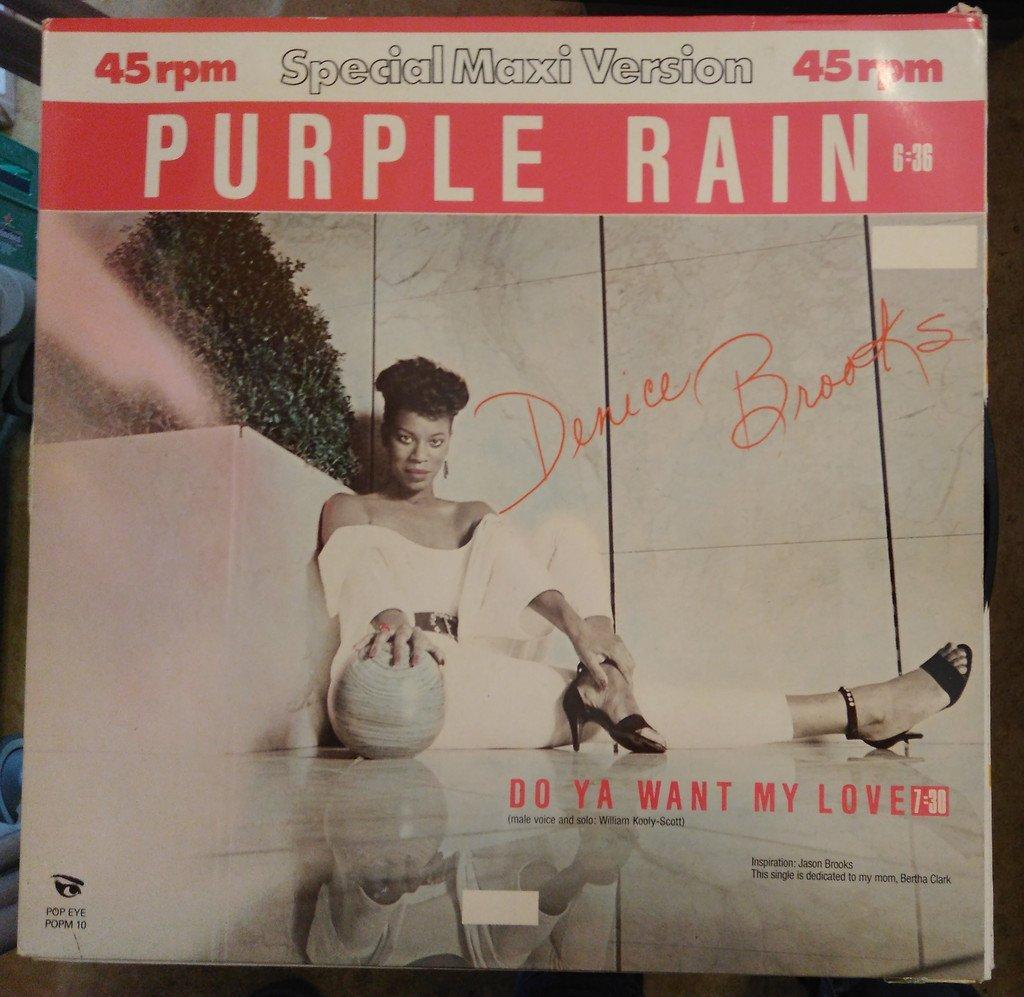 45 rpm Special Maxi Version 45 rpm
PURPLE RAIN 6:36
Denice Brooks
DO YA WANT MY LOVE 7:30
(male voice and solo: William Kooly-Scott)
Inspiration: Jason Brooks
This single is dedicated to my mom, Bertha Clark
POP EYE
POPM 10